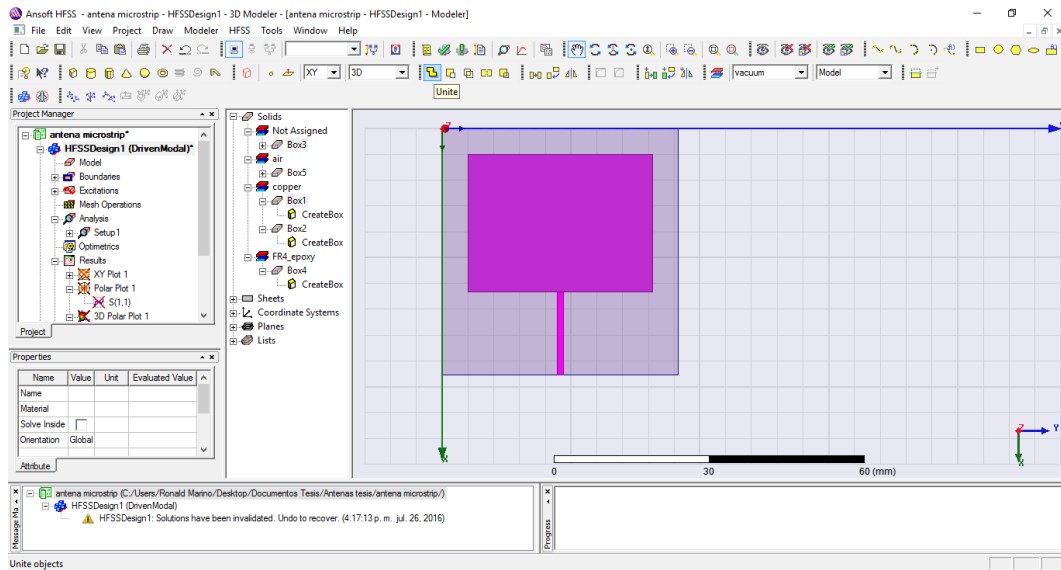 Ansoft HFSS - antena microstrip - HFSSDesign1 - 3D Modeler - [antena microstrip - HFSSDesign1 - Modeler]
File Edit View Project Draw Modeler HFSS Tools Window Help
XY 3D vacuum Model
Unite
Project Manager
antena microstrip*
HFSSDesign1 (DrivenModal)*
Model
Boundaries
Excitations
Mesh Operations
Analysis
Setup1
Optimetrics
Results
XY Plot 1
Polar Plot 1
S(1,1)
3D Polar Plot 1
Project
Solids
Not Assigned
Box3
air
Box5
copper
Box1
CreateBox
Box2
CreateBox
FR4_epoxy
Box4
CreateBox
Sheets
Coordinate Systems
Planes
Lists
Properties
Name Value Unit Evaluated Value
Name
Material
Solve Inside
Orientation Global
Attribute
Z
X
Z Y
X
0 30 60 (mm)
Message Ma
antena microstrip (C:/Users/Ronald Marino/Desktop/Documentos Tesis/Antenas tesis/antena microstrip/)
HFSSDesign1 (DrivenModal)
HFSSDesign1: Solutions have been invalidated. Undo to recover. (4:17:13 p. m. jul. 26, 2016)
Progress
Unite objects